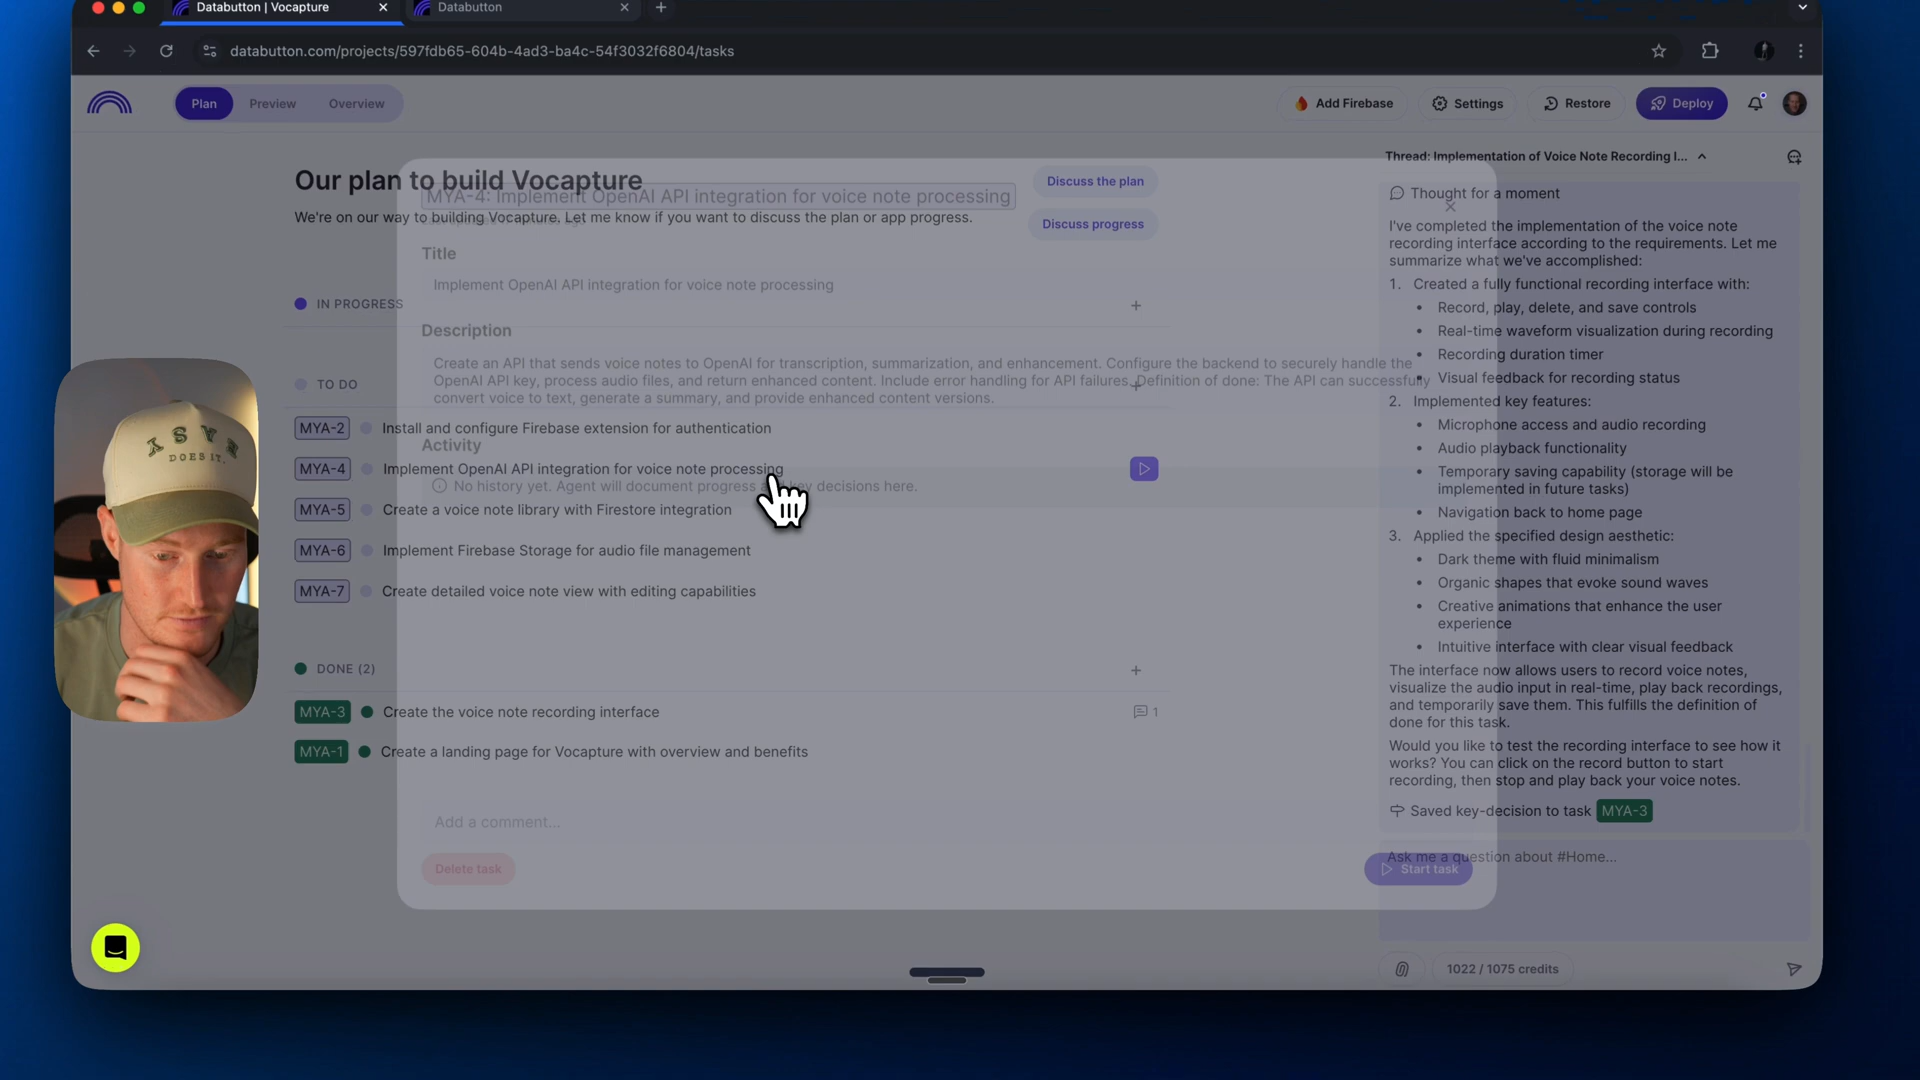 Databutton | Vocapture
Databutton
databutton.com/projects/597fdb65-604b-4ad3-ba4c-54f3032f6804/tasks
Plan
Preview
Overview
Add Firebase
Settings
Restore
Deploy
Our plan to build Vocapture
We're on our way to building Vocapture. Let me know if you want to discuss the plan or app progress.
Discuss the plan
Discuss progress
IN PROGRESS
TO DO
MYA-2 Install and configure Firebase extension for authentication
MYA-4 Implement OpenAI API integration for voice note processing
MYA-5 Create a voice note library with Firestore integration
MYA-6 Implement Firebase Storage for audio file management
MYA-7 Create detailed voice note view with editing capabilities
DONE (2)
MYA-3 Create the voice note recording interface
1
MYA-1 Create a landing page for Vocapture with overview and benefits
MYA-4: Implement OpenAI API integration for voice note processing
Title
Implement OpenAI API integration for voice note processing
Description
Create an API that sends voice notes to OpenAI for transcription, summarization, and enhancement. Configure the backend to securely handle the
OpenAI API key, process audio files, and return enhanced content. Include error handling for API failures. Definition of done: The API can successfully
convert voice to text, generate a summary, and provide enhanced content versions.
Activity
No history yet. Agent will document progress and key decisions here.
Add a comment...
Delete task
Start task
Thread: Implementation of Voice Note Recording I...
Thought for a moment
I've completed the implementation of the voice note
recording interface according to the requirements. Let me
summarize what we've accomplished:
1. Created a fully functional recording interface with:
• Record, play, delete, and save controls
• Real-time waveform visualization during recording
• Recording duration timer
• Visual feedback for recording status
2. Implemented key features:
• Microphone access and audio recording
• Audio playback functionality
• Temporary saving capability (storage will be
implemented in future tasks)
• Navigation back to home page
3. Applied the specified design aesthetic:
• Dark theme with fluid minimalism
• Organic shapes that evoke sound waves
• Creative animations that enhance the user
experience
• Intuitive interface with clear visual feedback
The interface now allows users to record voice notes,
visualize the audio input in real-time, play back recordings,
and temporarily save them. This fulfills the definition of
done for this task.
Would you like to test the recording interface to see how it
works? You can click on the record button to start
recording, then stop and play back your voice notes.
Saved key-decision to task MYA-3
Ask me a question about #Home...
1022 / 1075 credits
DOES IT.